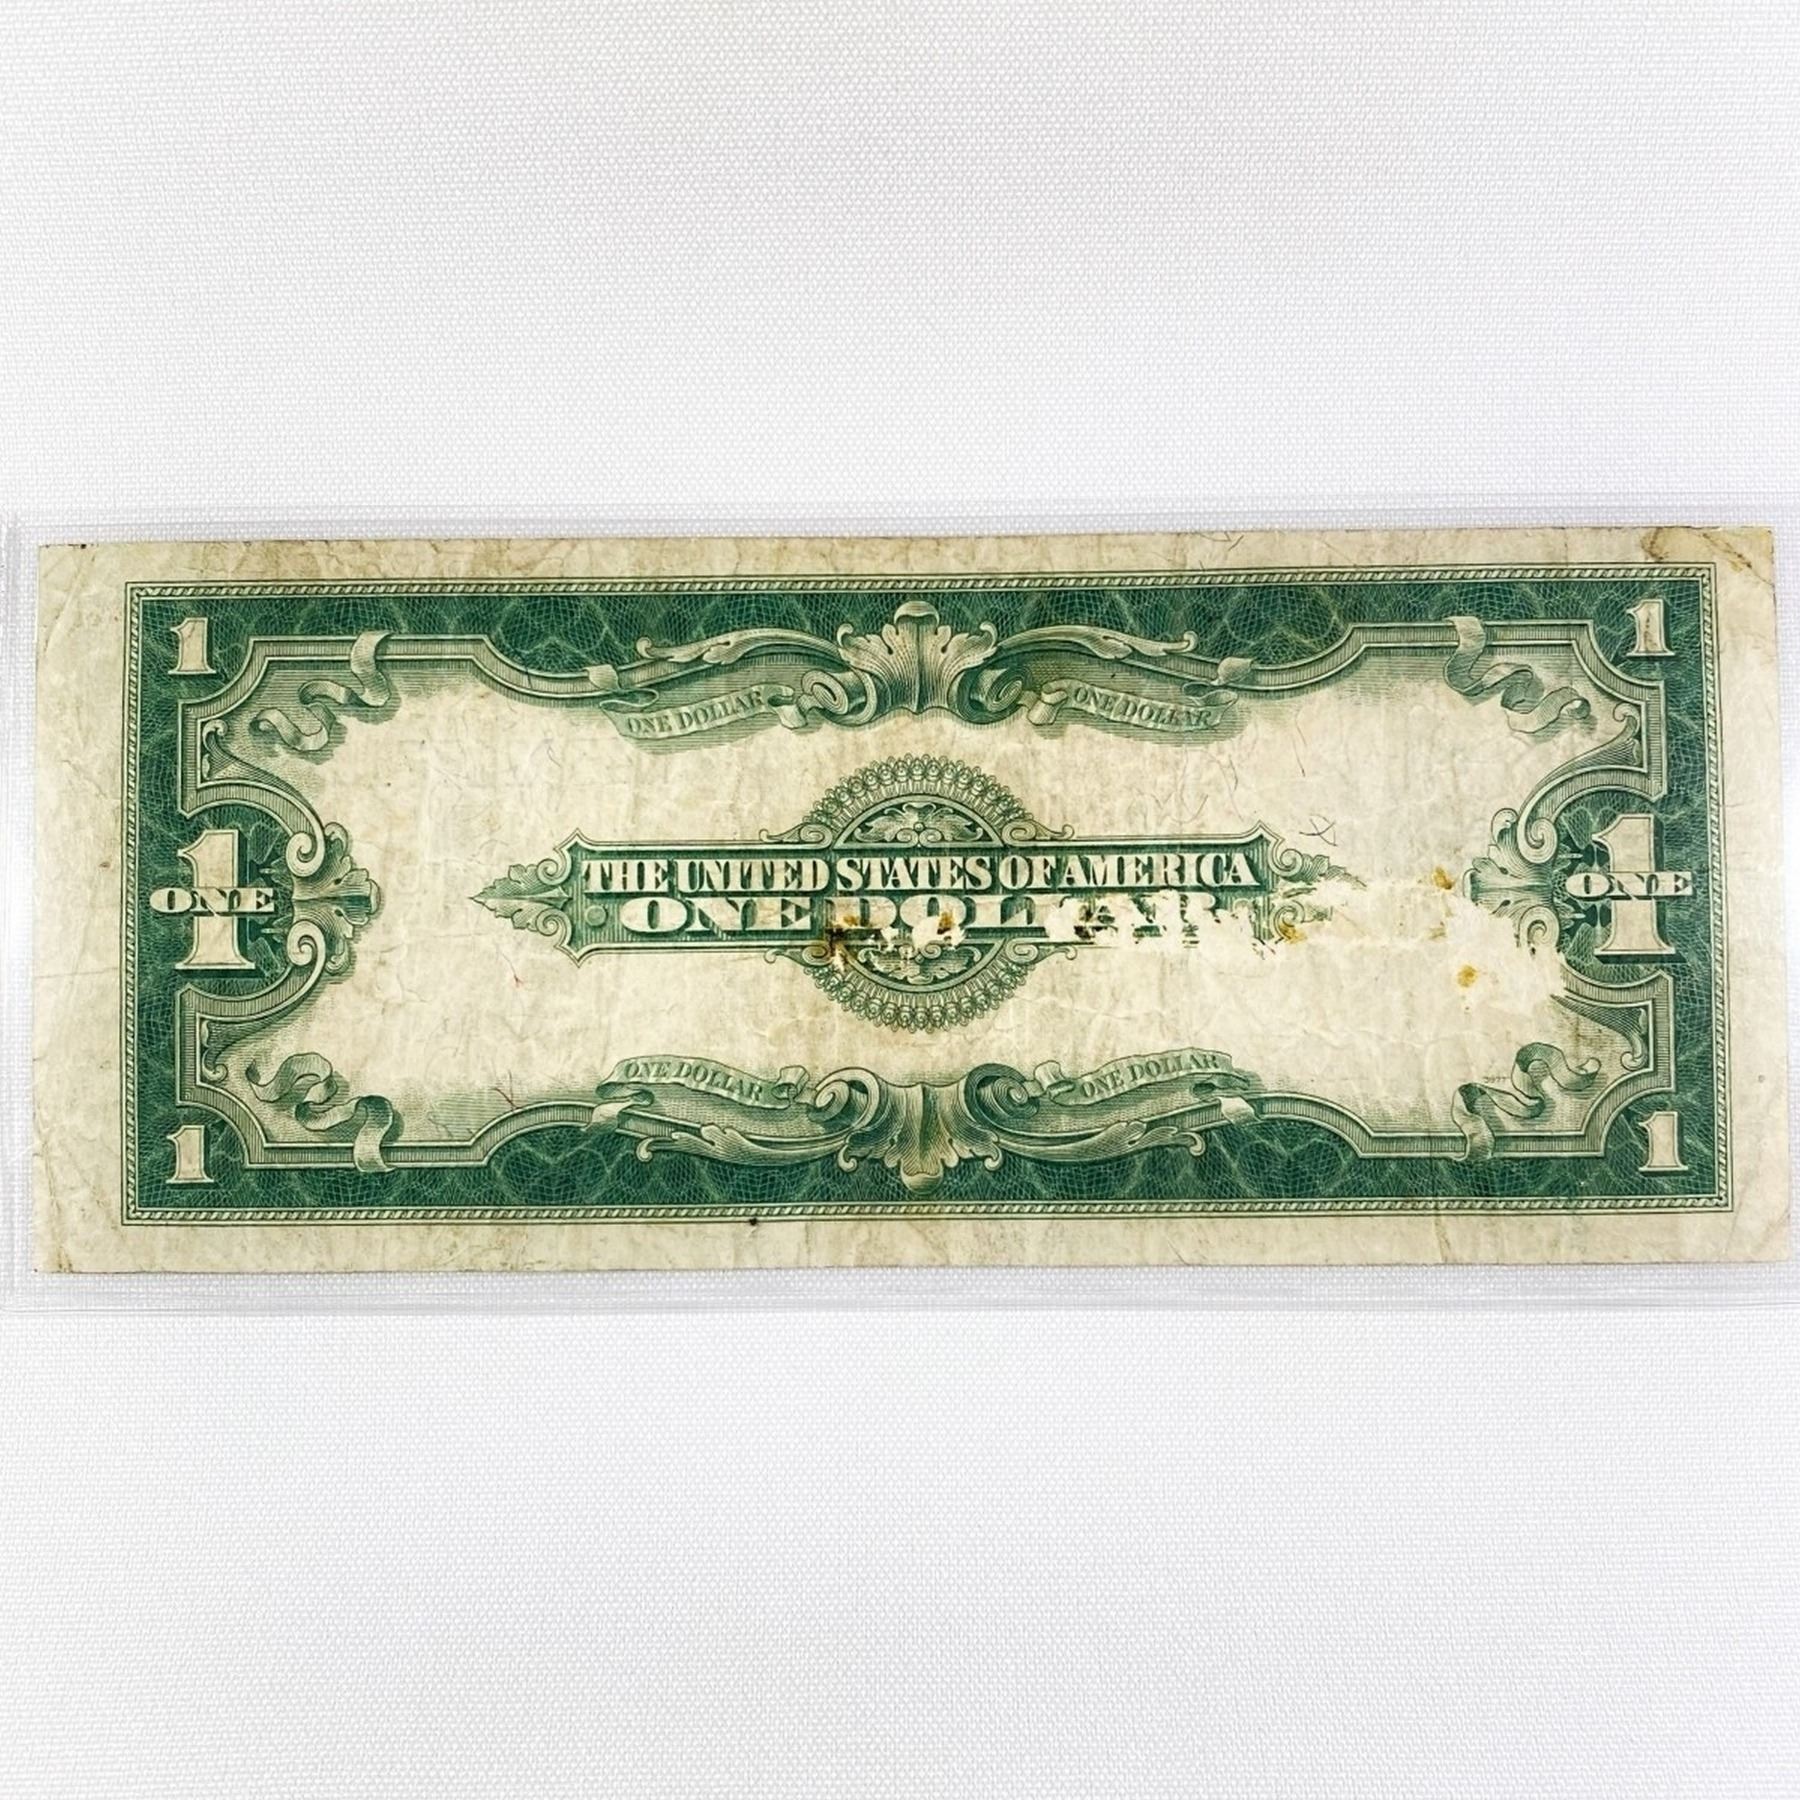 1 1
ONE DOLLAR ONE DOLLAR
THE UNITED STATES OF AMERICA
ONE ONE
ONE DOLLAR
ONE DOLLAR ONE DOLLAR
1 1